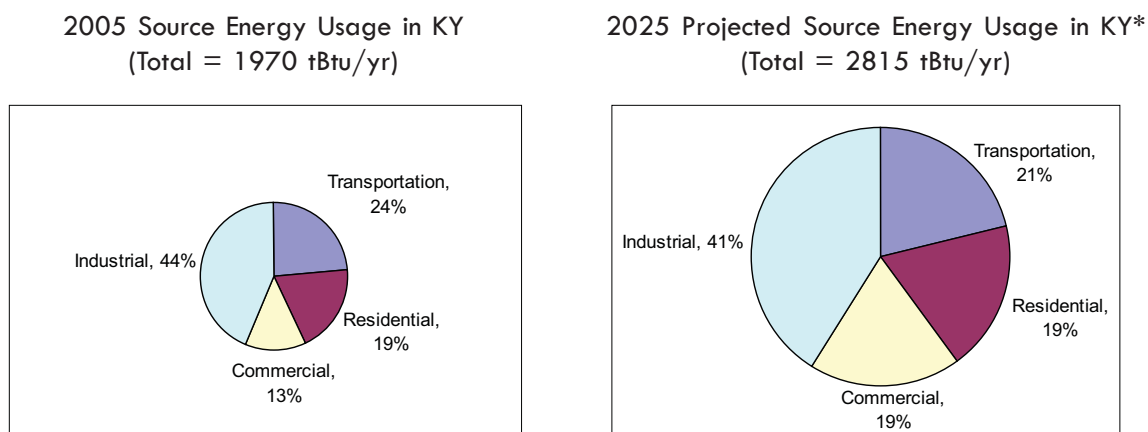 2005 Source Energy Usage in KY
(Total = 1970 tBtu/yr)
Transportation,
24%
Industrial, 44%
Residential,
19%
Commercial,
13%
2025 Projected Source Energy Usage in KY*
(Total = 2815 tBtu/yr)
Transportation,
21%
Industrial, 41%
Residential,
19%
Commercial,
19%